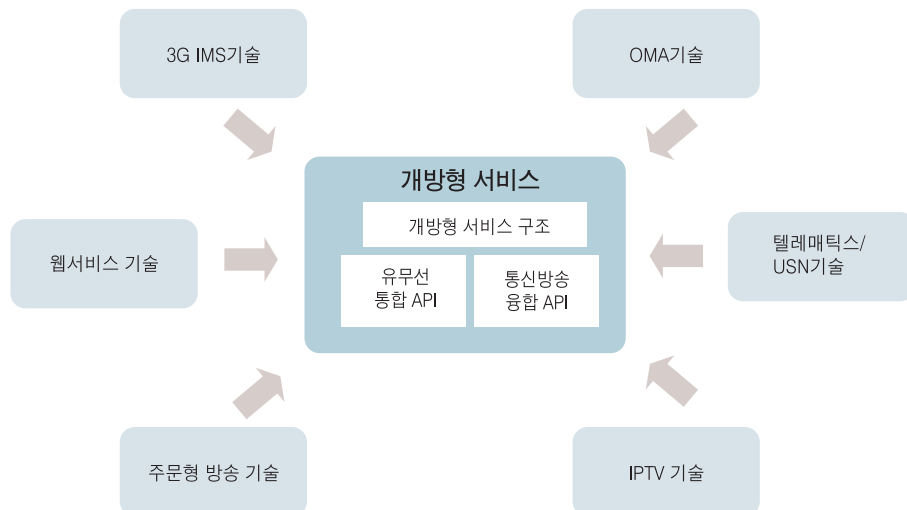 3G IMS기술
OMA기술
개방형 서비스
개방형 서비스 구조
유무선
통합 API
통신방송
융합 API
웹서비스 기술
텔레매틱스/
USN기술
주문형 방송 기술
IPTV 기술